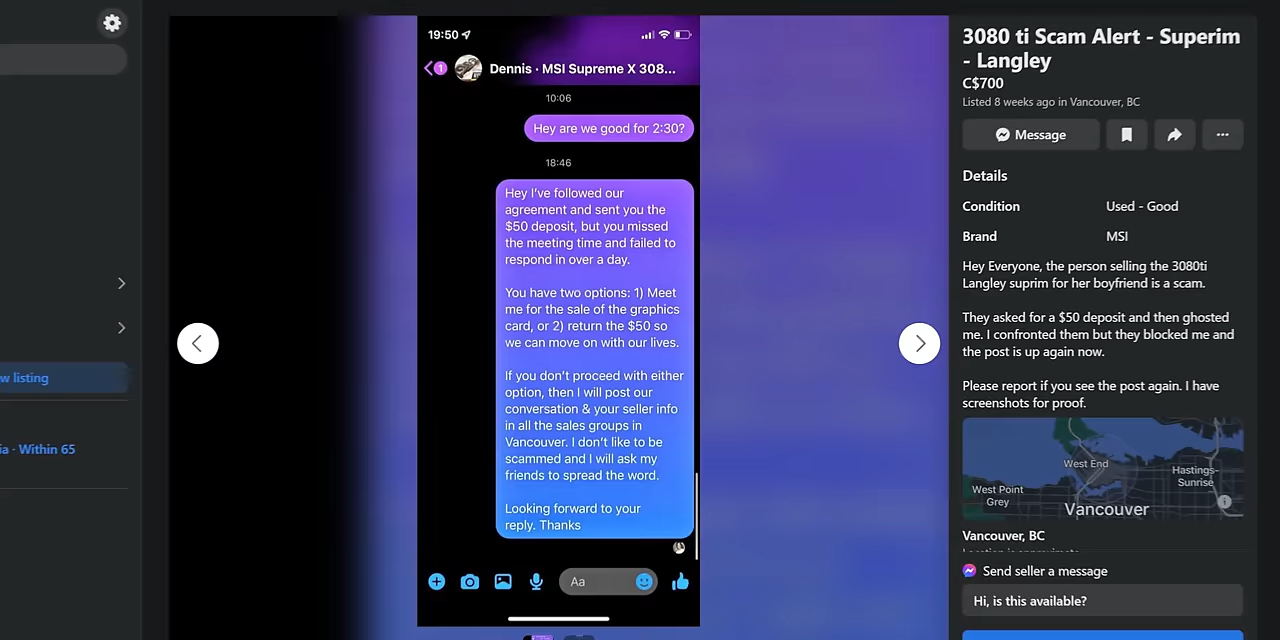 19:50
1
Dennis · MSI Supreme X 308...
10:06
Hey are we good for 2:30?
18:46
Hey I've followed our
agreement and sent you the
$50 deposit, but you missed
the meeting time and failed to
respond in over a day.
You have two options: 1) Meet
me for the sale of the graphics
card, or 2) return the $50 so
we can move on with our lives.
If you don't proceed with either
option, then I will post our
conversation & your seller info
in all the sales groups in
Vancouver. I don't like to be
scammed and I will ask my
friends to spread the word.
Looking forward to your
reply. Thanks
Aa
w listing
ia · Within 65
3080 ti Scam Alert - Superim
- Langley
C$700
Listed 8 weeks ago in Vancouver, BC
Message
Details
Condition Used - Good
Brand MSI
Hey Everyone, the person selling the 3080ti
Langley suprim for her boyfriend is a scam.
They asked for a $50 deposit and then ghosted
me. I confronted them but they blocked me and
the post is up again now.
Please report if you see the post again. I have
screenshots for proof.
West End
Hastings-
Sunrise
West Point
Grey
Vancouver
Vancouver, BC
Location is approximate
Send seller a message
Hi, is this available?